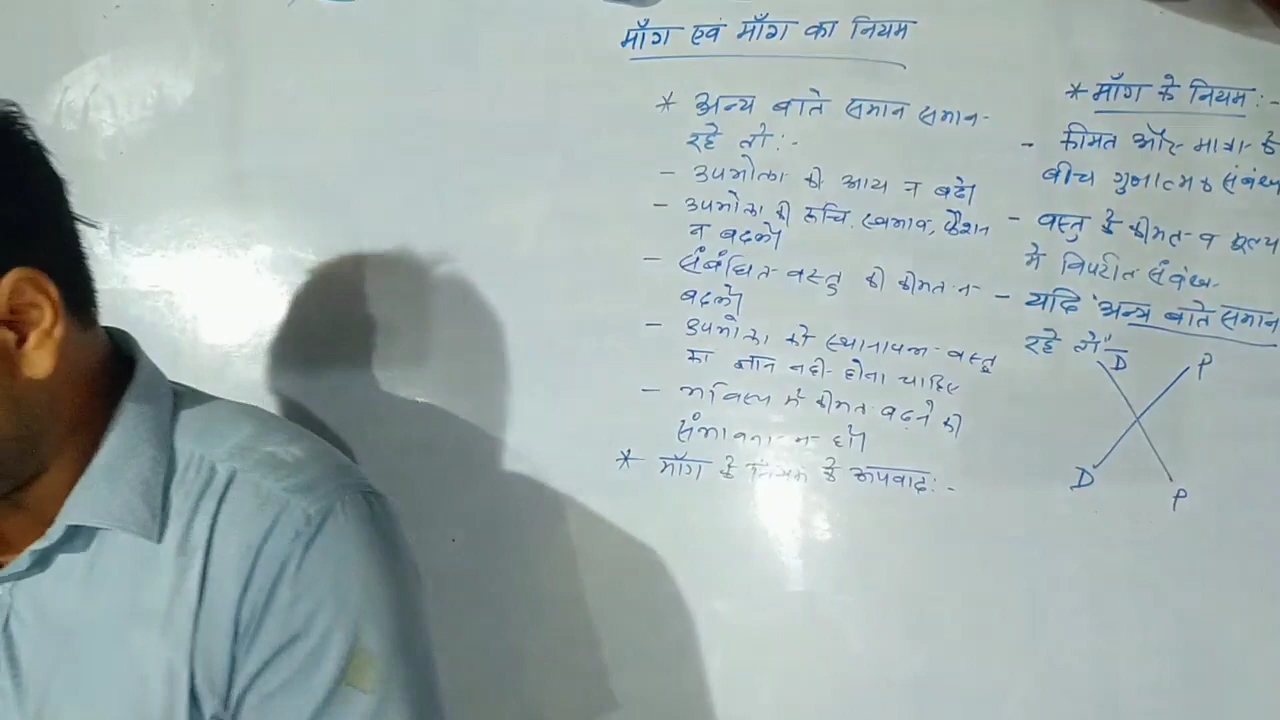 माँग एवं माँग का नियम
* अन्य बाते समान समान-
रहे तो:-
- उपभोक्ता की आय न बढे।
- उपभोक्ता की रूचि, स्वभाव, फैशन
न बदले।
- संबंधित वस्तु की कीमत न
बदले।
- उपभोक्ता को स्थानापन्न वस्तु
का ज्ञान नही होना चाहिए
- भविष्य में कीमत बढ़ने की
संभावना न हो।
* माँग के नियम के अपवाद:-
* माँग के नियम:-
- कीमत और मात्रा के
बीच गुणात्मक संबंध
- वस्तु के कीमत व मूल्य
मे विपरीत संबंध
- यदि "अन्य बाते समान
रहे तो"
D P
D P